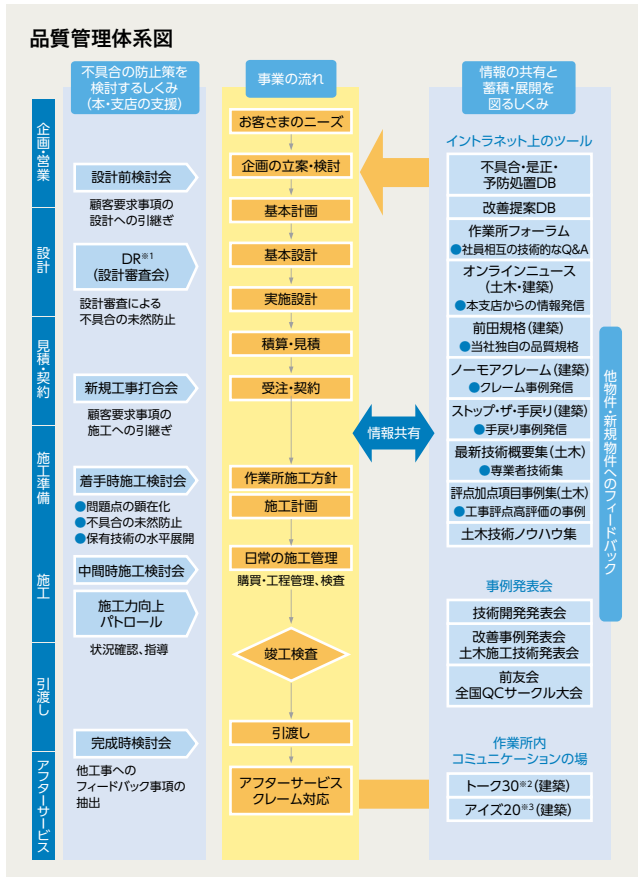 品質管理体系図
不具合の防止策を
検討するしくみ
(本・支店の支援)
事業の流れ
情報の共有と
蓄積・展開を
図るしくみ
企画・営業
設計
見積・契約
施工準備
施工
引渡し
アフターサービス
設計前検討会
顧客要求事項の
設計への引継ぎ
DR※1
(設計審査会)
設計審査による
不具合の未然防止
新規工事打合会
顧客要求事項の
施工への引継ぎ
着手時施工検討会
●問題点の顕在化
●不具合の未然防止
●保有技術の水平展開
中間時施工検討会
施工力向上
パトロール
状況確認、指導
完成時検討会
他工事への
フィードバック事項の
抽出
お客さまのニーズ
企画の立案・検討
基本計画
基本設計
実施設計
積算・見積
受注・契約
作業所施工方針
施工計画
日常の施工管理
購買・工程管理、検査
竣工検査
引渡し
アフターサービス
クレーム対応
情報共有
イントラネット上のツール
不具合・是正・
予防処置DB
改善提案DB
作業所フォーラム
●社員相互の技術的なQ&A
オンラインニュース
(土木・建築)
●本支店からの情報発信
前田規格(建築)
●当社独自の品質規格
ノーモアクレーム(建築)
●クレーム事例発信
ストップ・ザ・手戻り(建築)
●手戻り事例発信
最新技術概要集(土木)
●専業者技術集
評点加点項目事例集(土木)
●工事評点高評価の事例
土木技術ノウハウ集
事例発表会
技術開発発表会
改善事例発表会
土木施工技術発表会
前友会
全国QCサークル大会
作業所内
コミュニケーションの場
トーク30※2(建築)
アイズ20※3(建築)
他物件・新規物件へのフィードバック